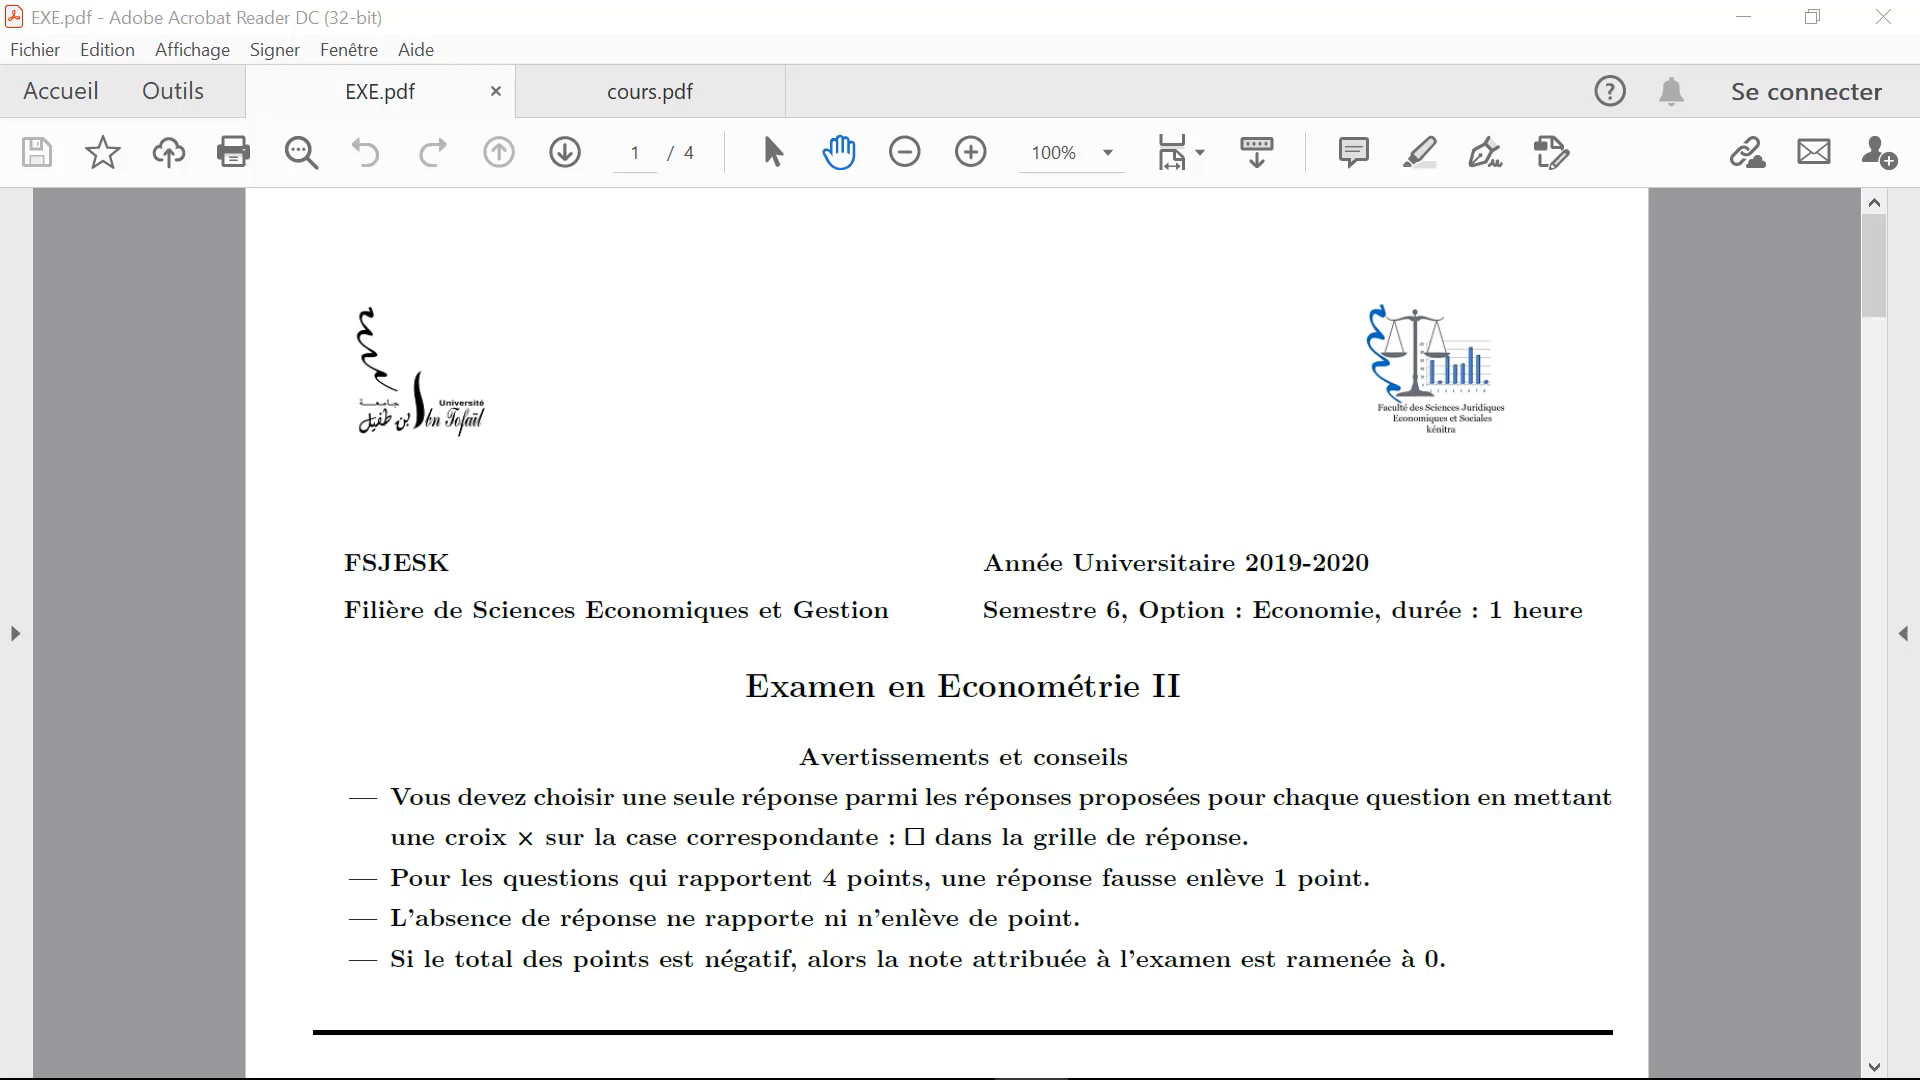 EXE.pdf - Adobe Acrobat Reader DC (32-bit)
Fichier Edition Affichage Signer Fenêtre Aide
Accueil Outils EXE.pdf × cours.pdf ? Se connecter
1 / 4 100%
جامعة
ابن طفيل
Université
Ibn Tofaïl
Faculté des Sciences Juridiques
Economiques et Sociales
kénitra
FSJESK Année Universitaire 2019-2020
Filière de Sciences Economiques et Gestion Semestre 6, Option : Economie, durée : 1 heure
Examen en Econométrie II
Avertissements et conseils
— Vous devez choisir une seule réponse parmi les réponses proposées pour chaque question en mettant
une croix × sur la case correspondante : □ dans la grille de réponse.
— Pour les questions qui rapportent 4 points, une réponse fausse enlève 1 point.
— L'absence de réponse ne rapporte ni n'enlève de point.
— Si le total des points est négatif, alors la note attribuée à l'examen est ramenée à 0.